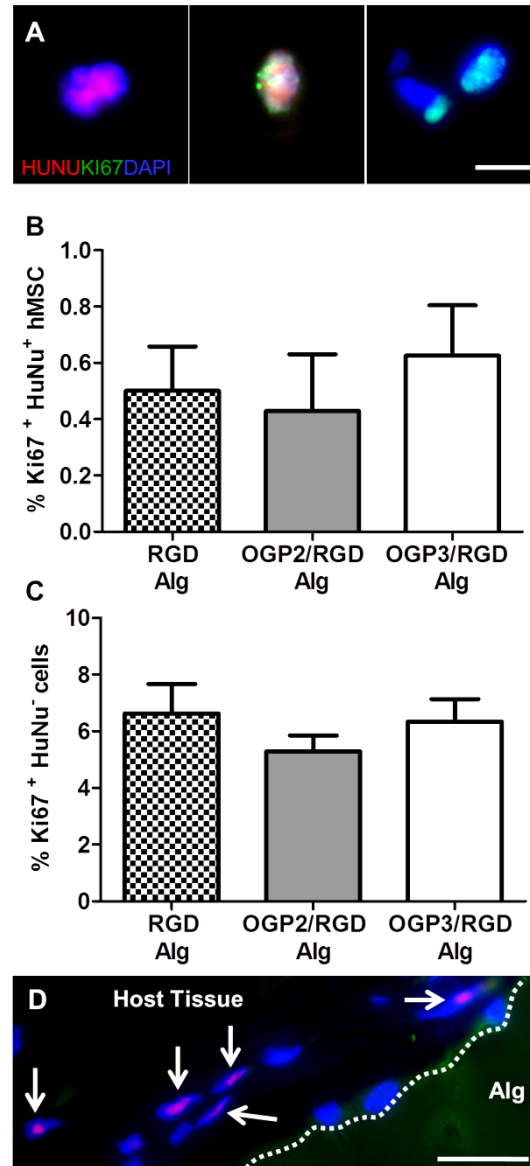 A
HUNUKI67DAPI
B
% Ki67 + HuNu+ hMSC
1.0
0.8
0.6
0.4
0.2
0.0
RGD Alg
OGP2/RGD Alg
OGP3/RGD Alg
C
% Ki67 + HuNu- cells
10
8
6
4
2
0
RGD Alg
OGP2/RGD Alg
OGP3/RGD Alg
D
Host Tissue
Alg